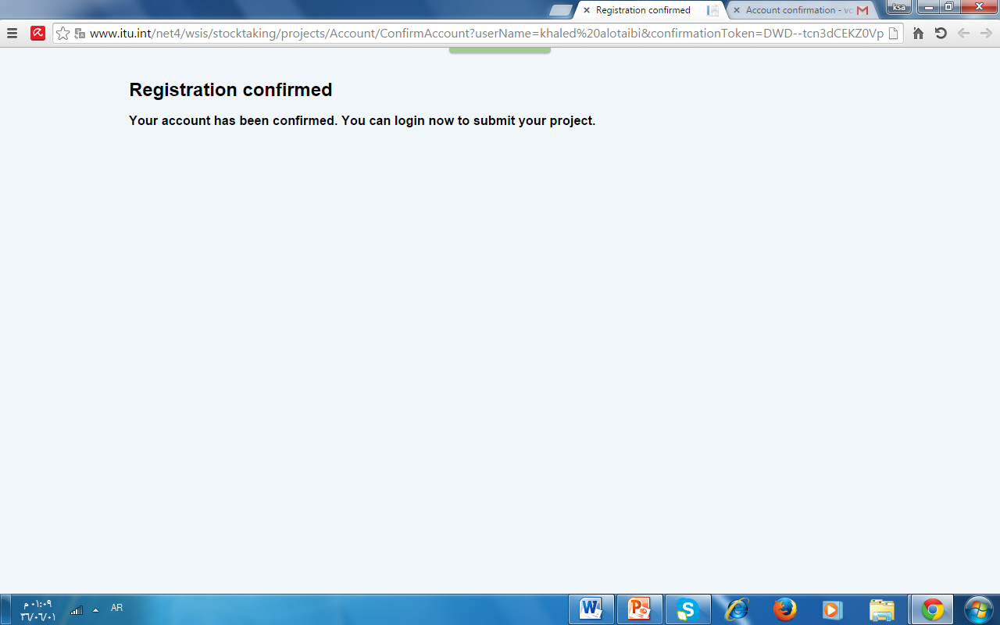 Registration confirmed
Account confirmation - vc
ksa
www.itu.int/net4/wsis/stocktaking/projects/Account/ConfirmAccount?userName=khaled%20alotaibi&confirmationToken=DWD--tcn3dCEKZ0Vp
Registration confirmed
Your account has been confirmed. You can login now to submit your project.
٠١:٠٩ م
٣٦/٠٦/٠١
AR